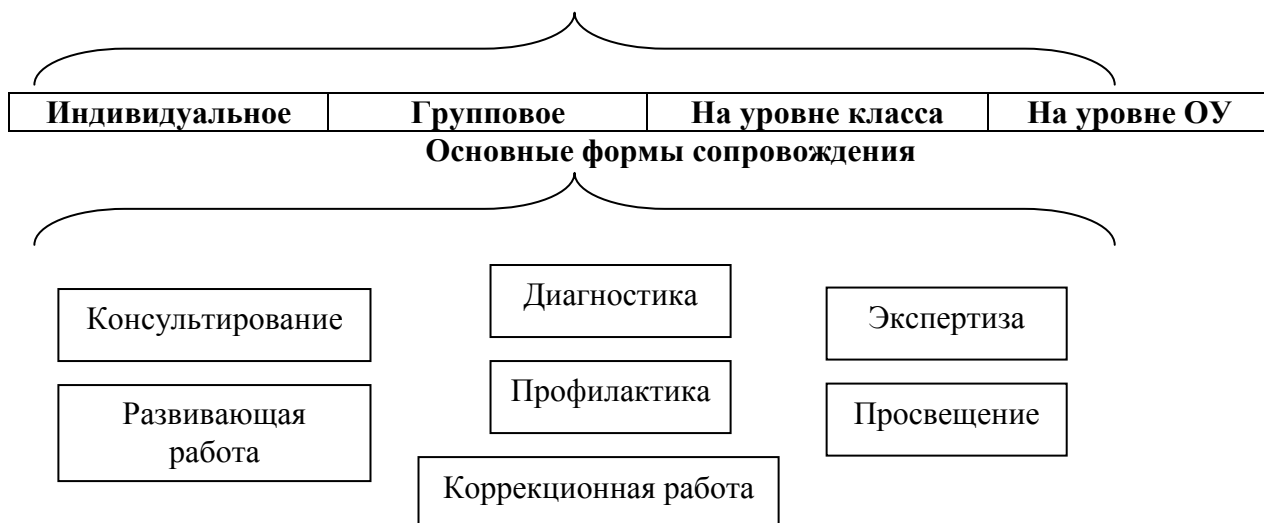 Индивидуальное Групповое На уровне класса На уровне ОУ
Основные формы сопровождения
Консультирование
Диагностика
Экспертиза
Развивающая
работа
Профилактика
Просвещение
Коррекционная работа